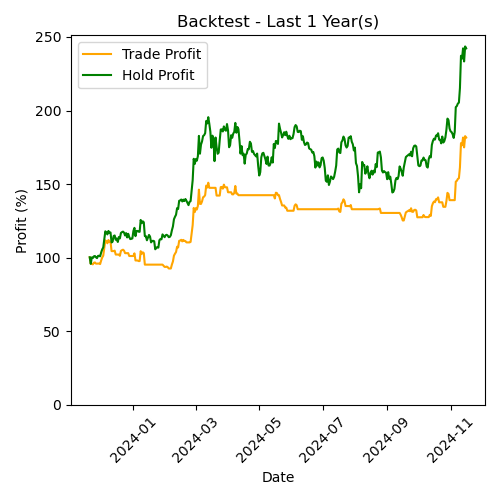 Backtest - Last 1 Year(s)
Trade Profit
Hold Profit
Profit (%)
250
200
150
100
50
0
2024-01
2024-03
2024-05
2024-07
2024-09
2024-11
Date